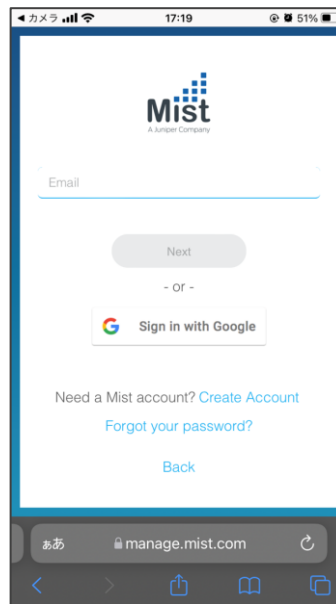 カメラ 17:19 51%
Mist
A Juniper Company
Email
Next
- or -
Sign in with Google
Need a Mist account? Create Account
Forgot your password?
Back
ぁあ manage.mist.com